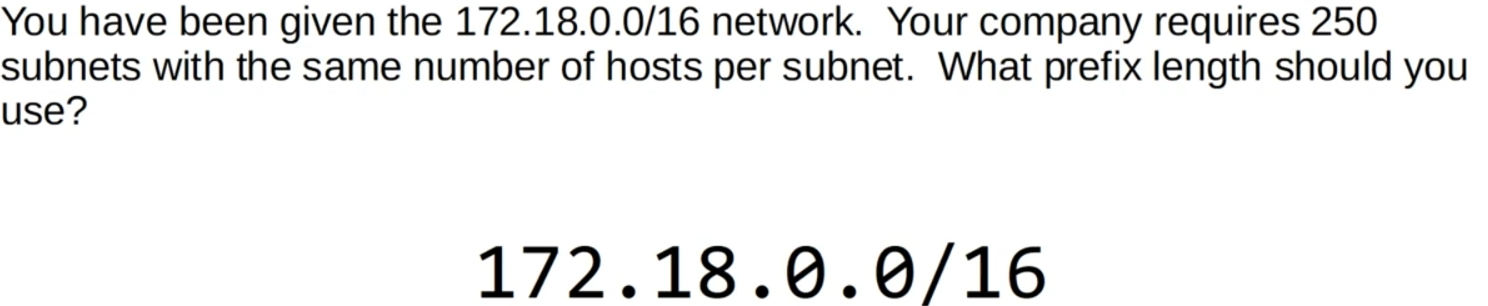 You have been given the 172.18.0.0/16 network.  Your company requires 250
subnets with the same number of hosts per subnet.  What prefix length should you
use?
172.18.0.0/16